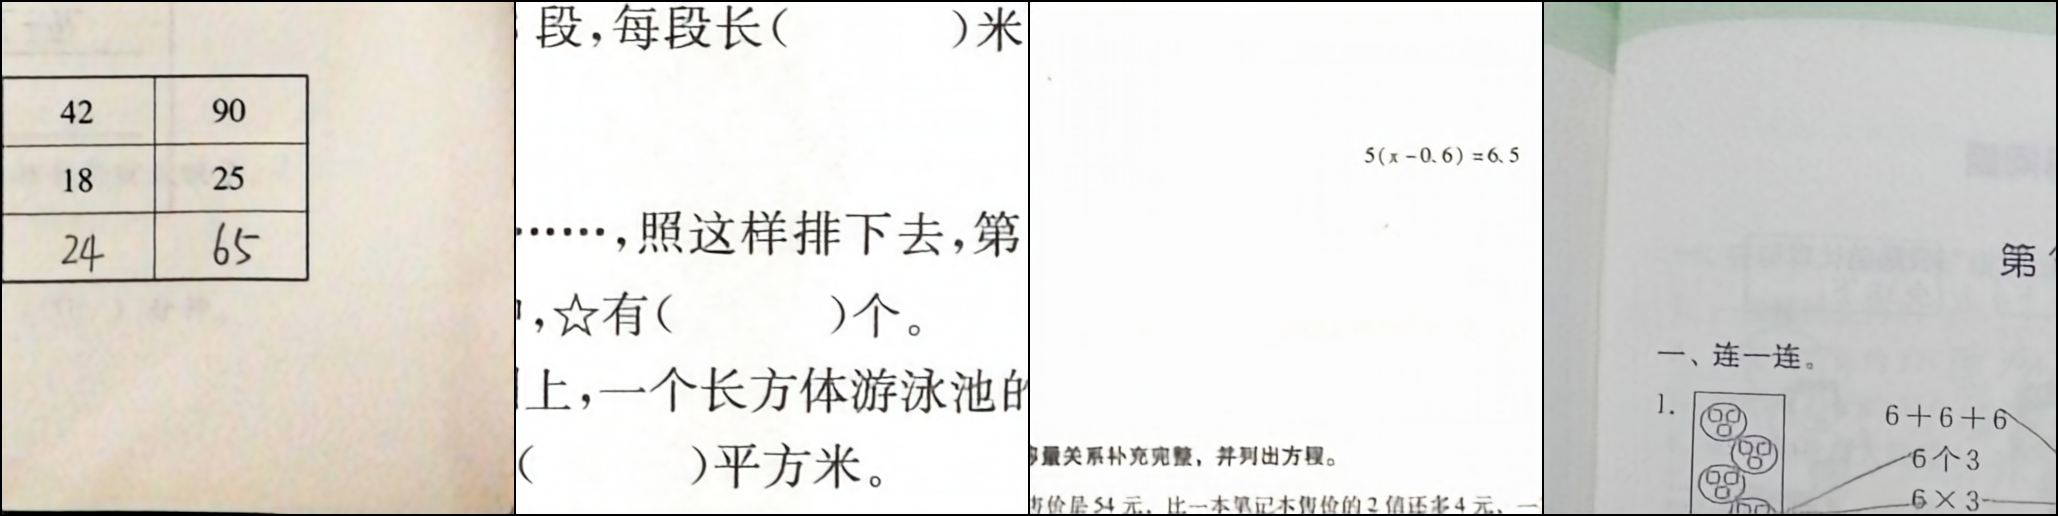 42 90
18 25
24 65
段,每段长( )米
……,照这样排下去,第
,☆有( )个。
上,一个长方体游泳池的
( )平方米。
5(x-0.6)=6.5
量关系补充完整，并列出方程。
价是54元，比一本笔记本售价的2倍还多4元，一
第
一、连一连。
1.
6+6+6
6个3
6×3